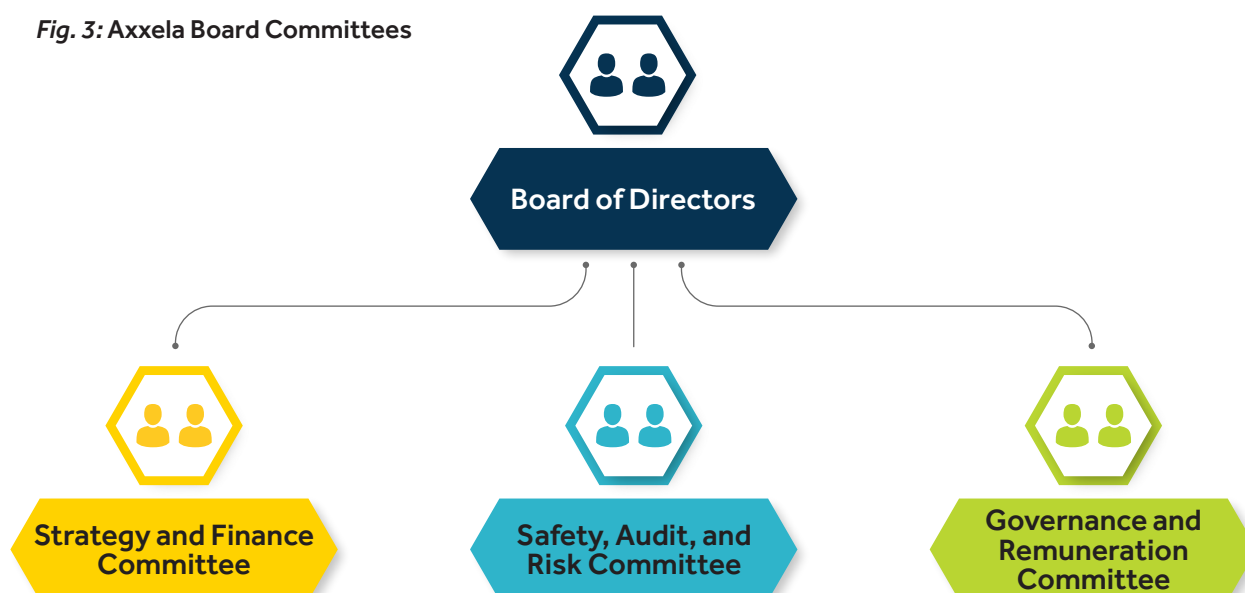 Fig. 3: Axxela Board Committees
Board of Directors
Strategy and Finance
Committee
Safety, Audit, and
Risk Committee
Governance and
Remuneration
Committee